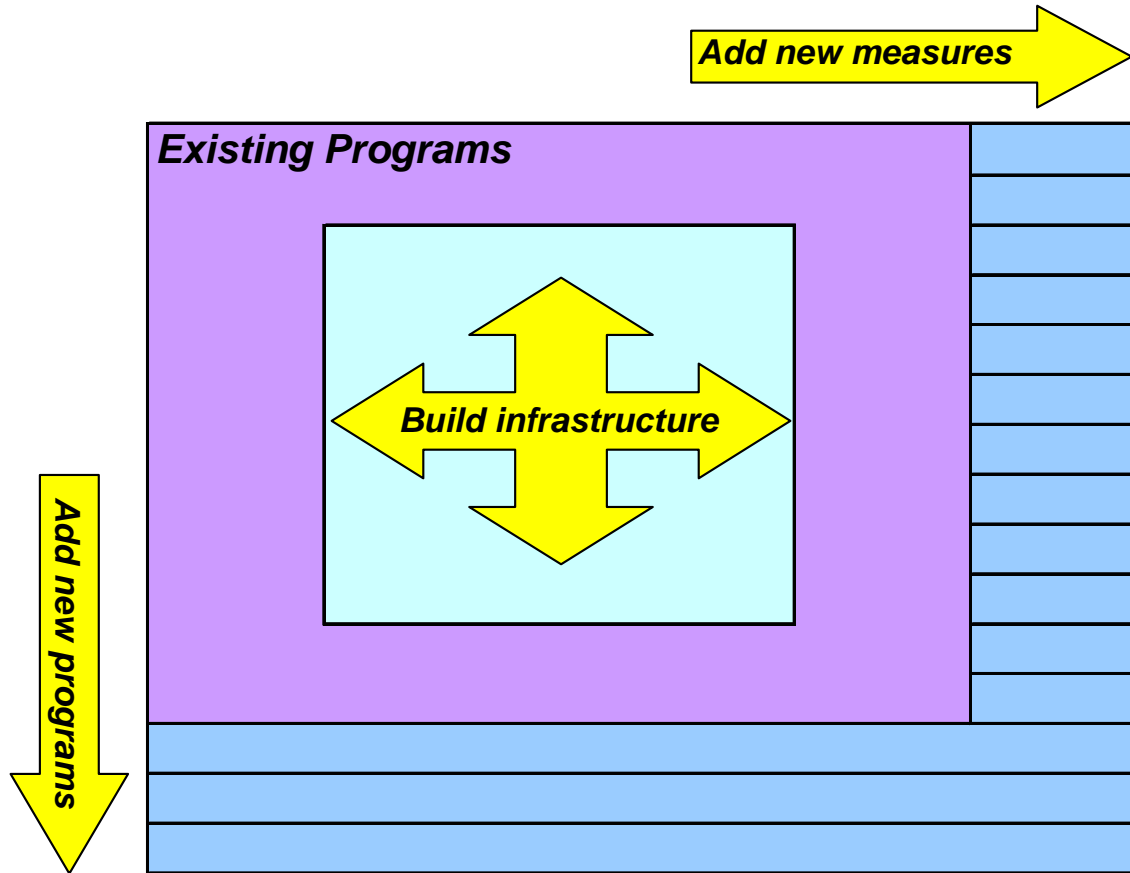 Add new measures
Existing Programs
Build infrastructure
Add new programs